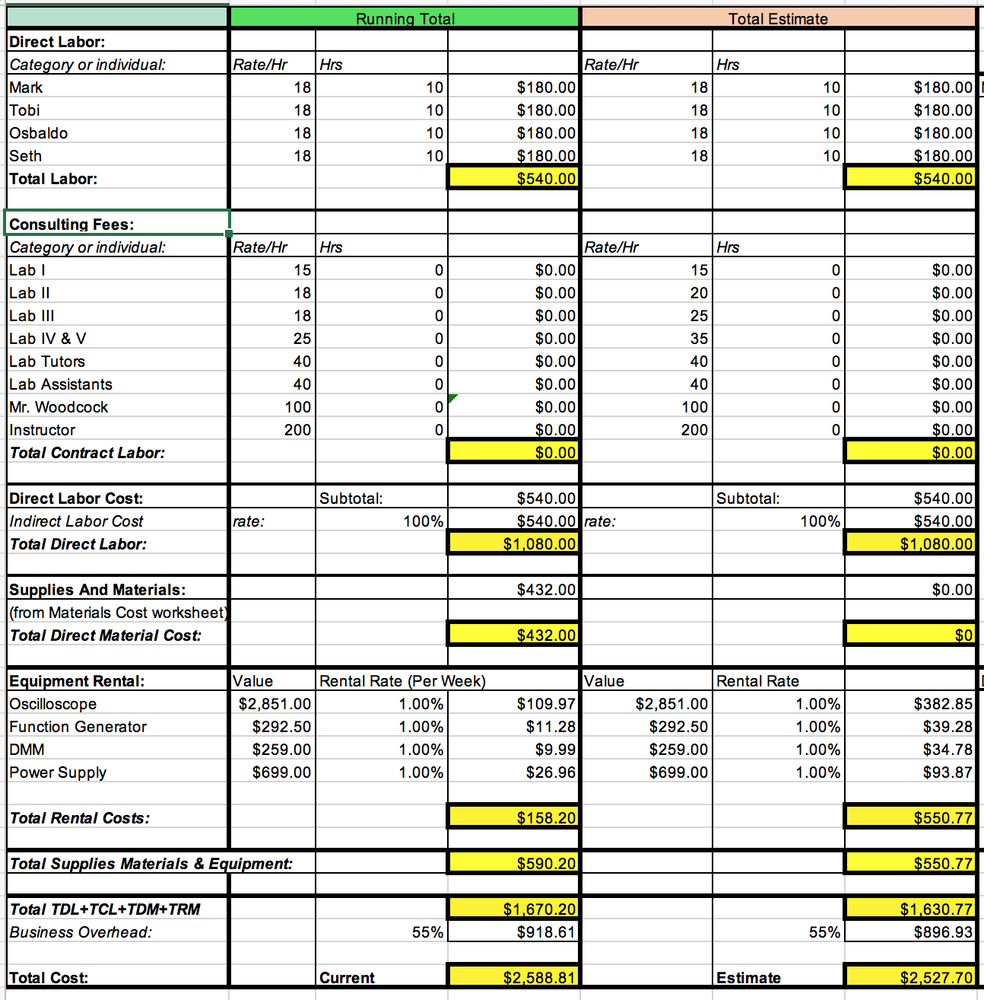 Running Total Total Estimate
Direct Labor:
Category or individual: Rate/Hr Hrs Rate/Hr Hrs
Mark 18 10 $180.00 18 10 $180.00
Tobi 18 10 $180.00 18 10 $180.00
Osbaldo 18 10 $180.00 18 10 $180.00
Seth 18 10 $180.00 18 10 $180.00
Total Labor: $540.00 $540.00
Consulting Fees:
Category or individual: Rate/Hr Hrs Rate/Hr Hrs
Lab I 15 0 $0.00 15 0 $0.00
Lab II 18 0 $0.00 20 0 $0.00
Lab III 18 0 $0.00 25 0 $0.00
Lab IV & V 25 0 $0.00 35 0 $0.00
Lab Tutors 40 0 $0.00 40 0 $0.00
Lab Assistants 40 0 $0.00 40 0 $0.00
Mr. Woodcock 100 0 $0.00 100 0 $0.00
Instructor 200 0 $0.00 200 0 $0.00
Total Contract Labor: $0.00 $0.00
Direct Labor Cost: Subtotal: $540.00 Subtotal: $540.00
Indirect Labor Cost rate: 100% $540.00 rate: 100% $540.00
Total Direct Labor: $1,080.00 $1,080.00
Supplies And Materials: $432.00 $0.00
(from Materials Cost worksheet)
Total Direct Material Cost: $432.00 $0
Equipment Rental: Value Rental Rate (Per Week) Value Rental Rate
Oscilloscope $2,851.00 1.00% $109.97 $2,851.00 1.00% $382.85
Function Generator $292.50 1.00% $11.28 $292.50 1.00% $39.28
DMM $259.00 1.00% $9.99 $259.00 1.00% $34.78
Power Supply $699.00 1.00% $26.96 $699.00 1.00% $93.87
Total Rental Costs: $158.20 $550.77
Total Supplies Materials & Equipment: $590.20 $550.77
Total TDL+TCL+TDM+TRM $1,670.20 $1,630.77
Business Overhead: 55% $918.61 55% $896.93
Total Cost: Current $2,588.81 Estimate $2,527.70